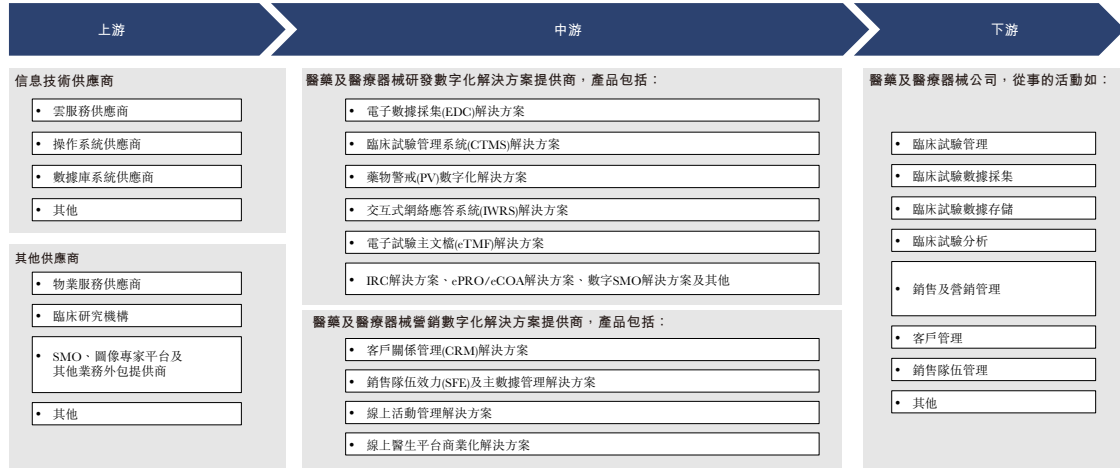 上游
中游
下游
信息技術供應商
• 雲服務供應商
• 操作系統供應商
• 數據庫系統供應商
• 其他
其他供應商
• 物業服務供應商
• 臨床研究機構
• SMO、圖像專家平台及
其他業務外包提供商
• 其他
醫藥及醫療器械研發數字化解決方案提供商，產品包括：
• 電子數據採集(EDC)解決方案
• 臨床試驗管理系統(CTMS)解決方案
• 藥物警戒(PV)數字化解決方案
• 交互式網絡應答系統(IWRS)解決方案
• 電子試驗主文檔(eTMF)解決方案
• IRC解決方案、ePRO/eCOA解決方案、數字SMO解決方案及其他
醫藥及醫療器械營銷數字化解決方案提供商，產品包括：
• 客戶關係管理(CRM)解決方案
• 銷售隊伍效力(SFE)及主數據管理解決方案
• 線上活動管理解決方案
• 線上醫生平台商業化解決方案
醫藥及醫療器械公司，從事的活動如：
• 臨床試驗管理
• 臨床試驗數據採集
• 臨床試驗數據存儲
• 臨床試驗分析
• 銷售及營銷管理
• 客戶管理
• 銷售隊伍管理
• 其他